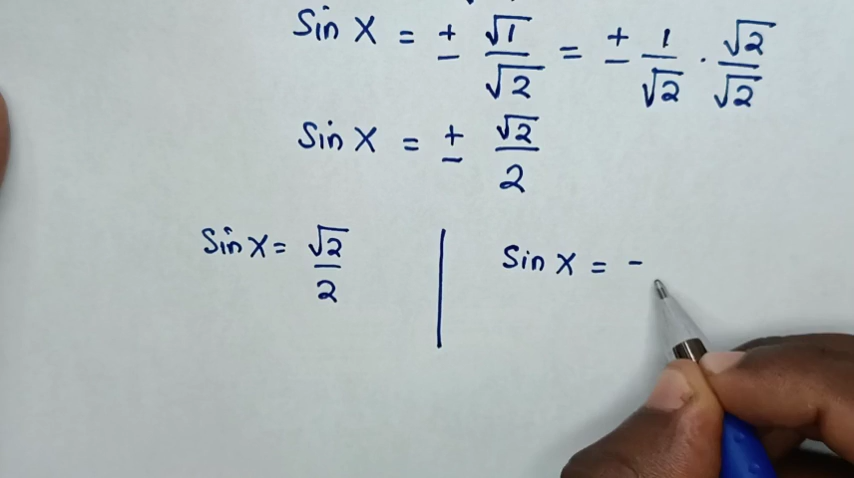 Sin X = ± √1/√2 = ± 1/√2 · √2/√2
Sin X = ± √2/2
Sin X = √2/2 | Sin X = -